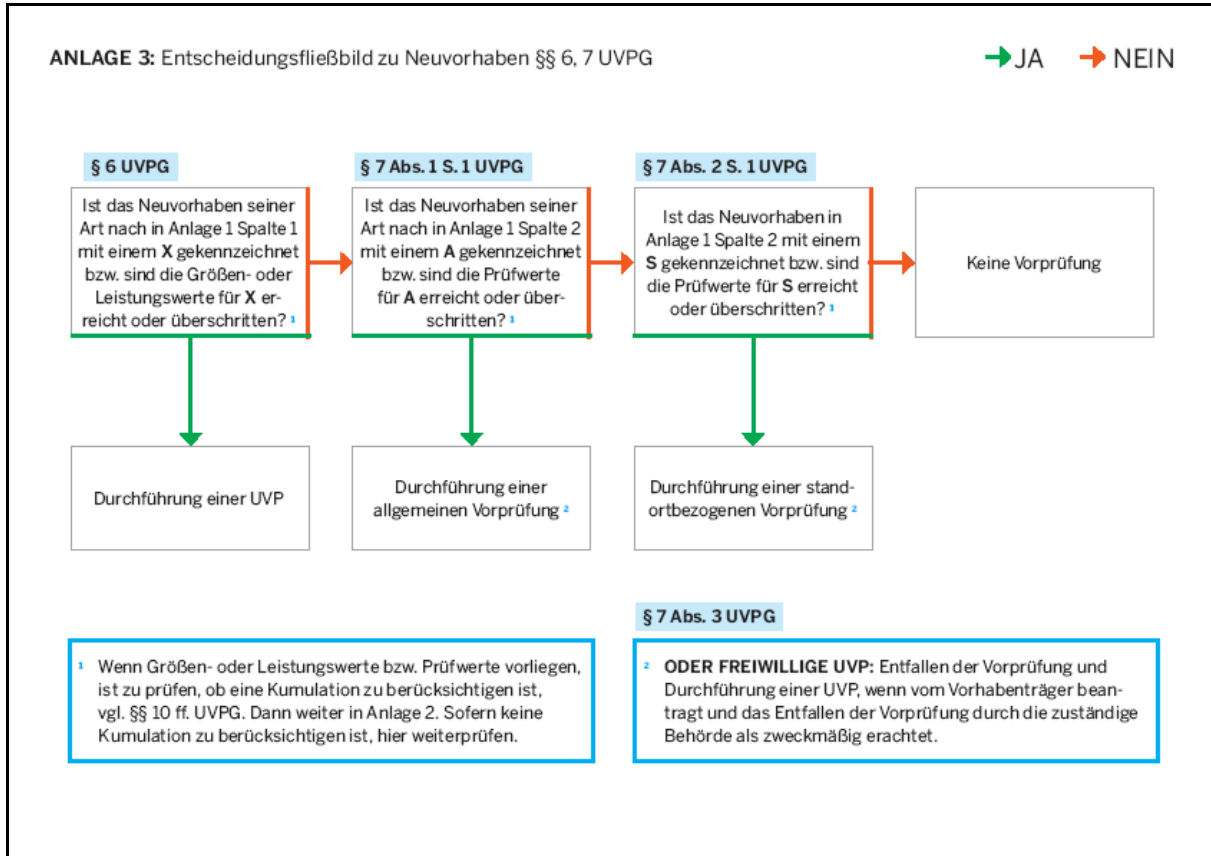 ANLAGE 3: Entscheidungsfließbild zu Neuvorhaben §§ 6, 7 UVPG
JA
NEIN
§ 6 UVPG
Ist das Neuvorhaben seiner
Art nach in Anlage 1 Spalte 1
mit einem X gekennzeichnet
bzw. sind die Größen- oder
Leistungswerte für X er-
reicht oder überschritten? ¹
§ 7 Abs. 1 S. 1 UVPG
Ist das Neuvorhaben seiner
Art nach in Anlage 1 Spalte 2
mit einem A gekennzeichnet
bzw. sind die Prüfwerte
für A erreicht oder über-
schritten? ¹
§ 7 Abs. 2 S. 1 UVPG
Ist das Neuvorhaben in
Anlage 1 Spalte 2 mit einem
S gekennzeichnet bzw. sind
die Prüfwerte für S erreicht
oder überschritten? ¹
Keine Vorprüfung
Durchführung einer UVP
Durchführung einer
allgemeinen Vorprüfung ²
Durchführung einer stand-
ortbezogenen Vorprüfung ²
¹ Wenn Größen- oder Leistungswerte bzw. Prüfwerte vorliegen,
ist zu prüfen, ob eine Kumulation zu berücksichtigen ist,
vgl. §§ 10 ff. UVPG. Dann weiter in Anlage 2. Sofern keine
Kumulation zu berücksichtigen ist, hier weiterprüfen.
§ 7 Abs. 3 UVPG
² ODER FREIWILLIGE UVP: Entfallen der Vorprüfung und
Durchführung einer UVP, wenn vom Vorhabenträger bean-
tragt und das Entfallen der Vorprüfung durch die zuständige
Behörde als zweckmäßig erachtet.